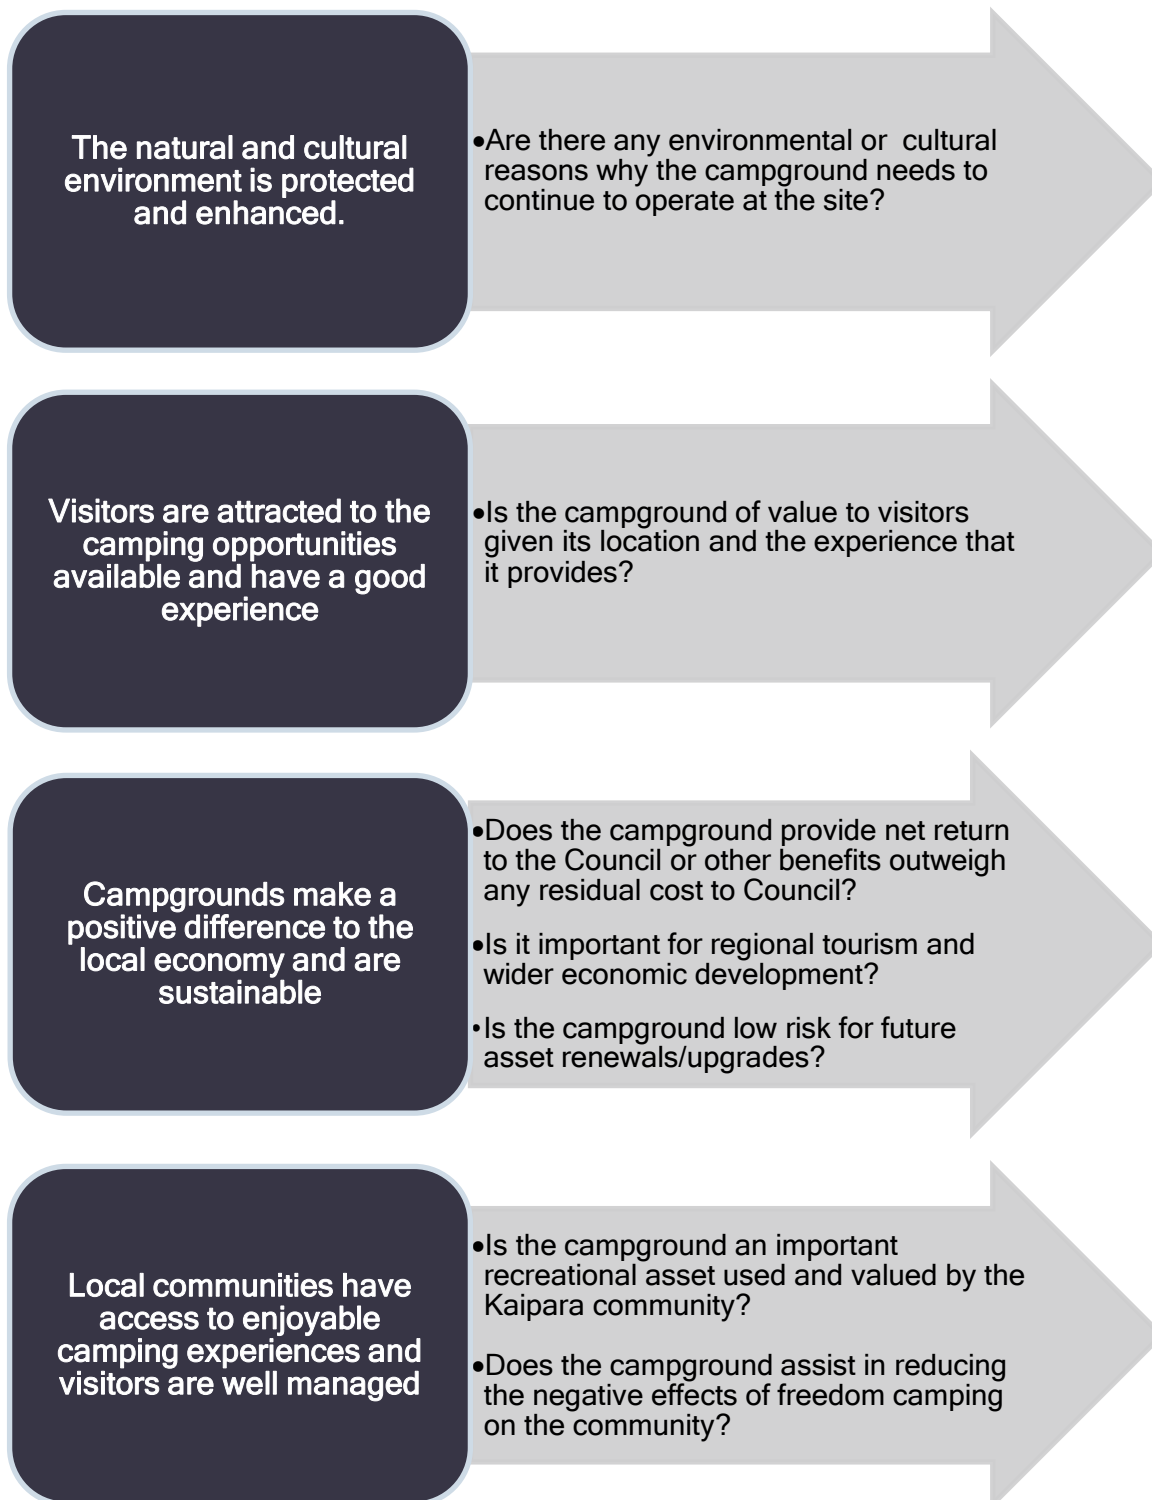 The natural and cultural
environment is protected
and enhanced.
•Are there any environmental or  cultural
reasons why the campground needs to
continue to operate at the site?
Visitors are attracted to the
camping opportunities
available and have a good
experience
•Is the campground of value to visitors
given its location and the experience that
it provides?
Campgrounds make a
positive difference to the
local economy and are
sustainable
•Does the campground provide net return
to the Council or other benefits outweigh
any residual cost to Council?
•Is it important for regional tourism and
wider economic development?
•Is the campground low risk for future
asset renewals/upgrades?
Local communities have
access to enjoyable
camping experiences and
visitors are well managed
•Is the campground an important
recreational asset used and valued by the
Kaipara community?
•Does the campground assist in reducing
the negative effects of freedom camping
on the community?